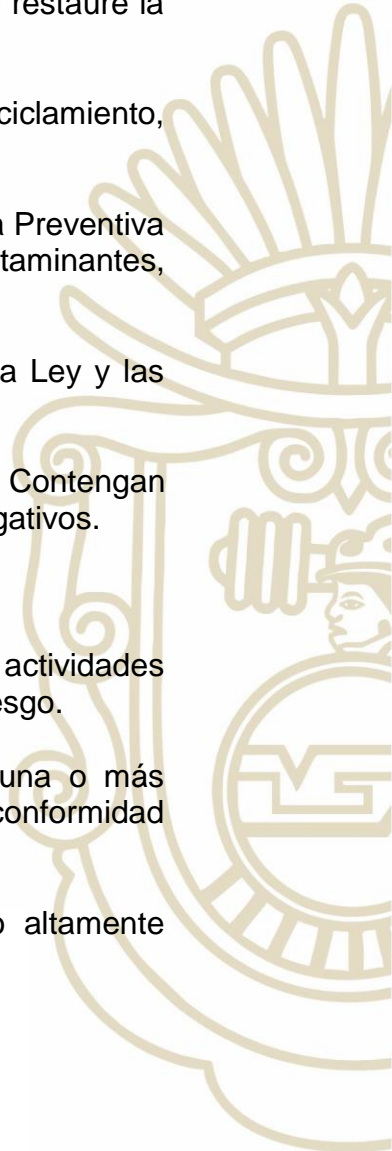 restaure la
ciclamiento,
a Preventiva
taminantes,
a Ley y las
Contengan
gativos.
actividades
esgo.
una o más
conformidad
o altamente